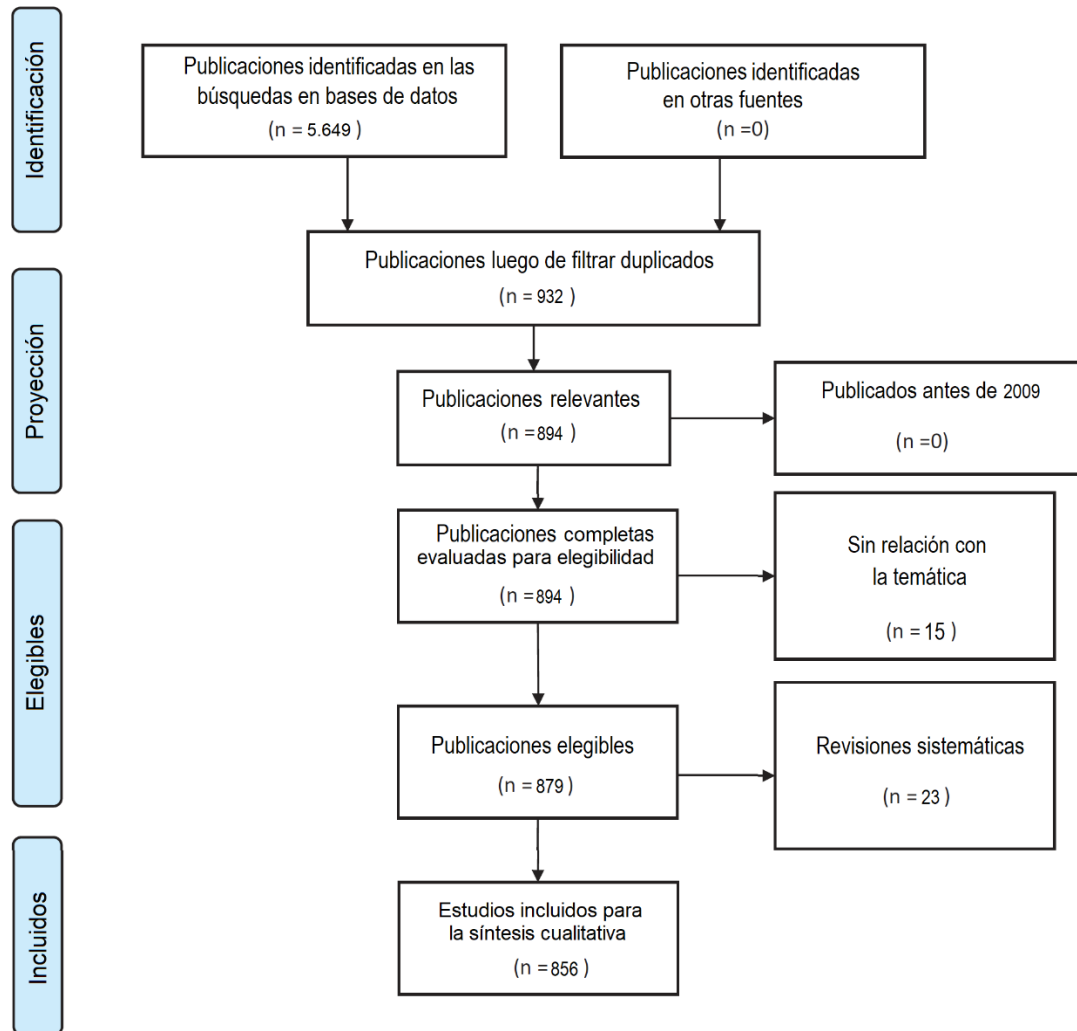 Identificación
Publicaciones identificadas en las
búsquedas en bases de datos
(n = 5.649 )
Publicaciones identificadas
en otras fuentes
(n =0)
Publicaciones luego de filtrar duplicados
(n = 932 )
Proyección
Publicaciones relevantes
(n =894 )
Publicados antes de 2009
(n =0)
Elegibles
Publicaciones completas
evaluadas para elegibilidad
(n =894 )
Sin relación con
la temática
(n = 15 )
Publicaciones elegibles
(n = 879 )
Revisiones sistemáticas
(n = 23 )
Incluidos
Estudios incluidos para
la síntesis cualitativa
(n = 856 )